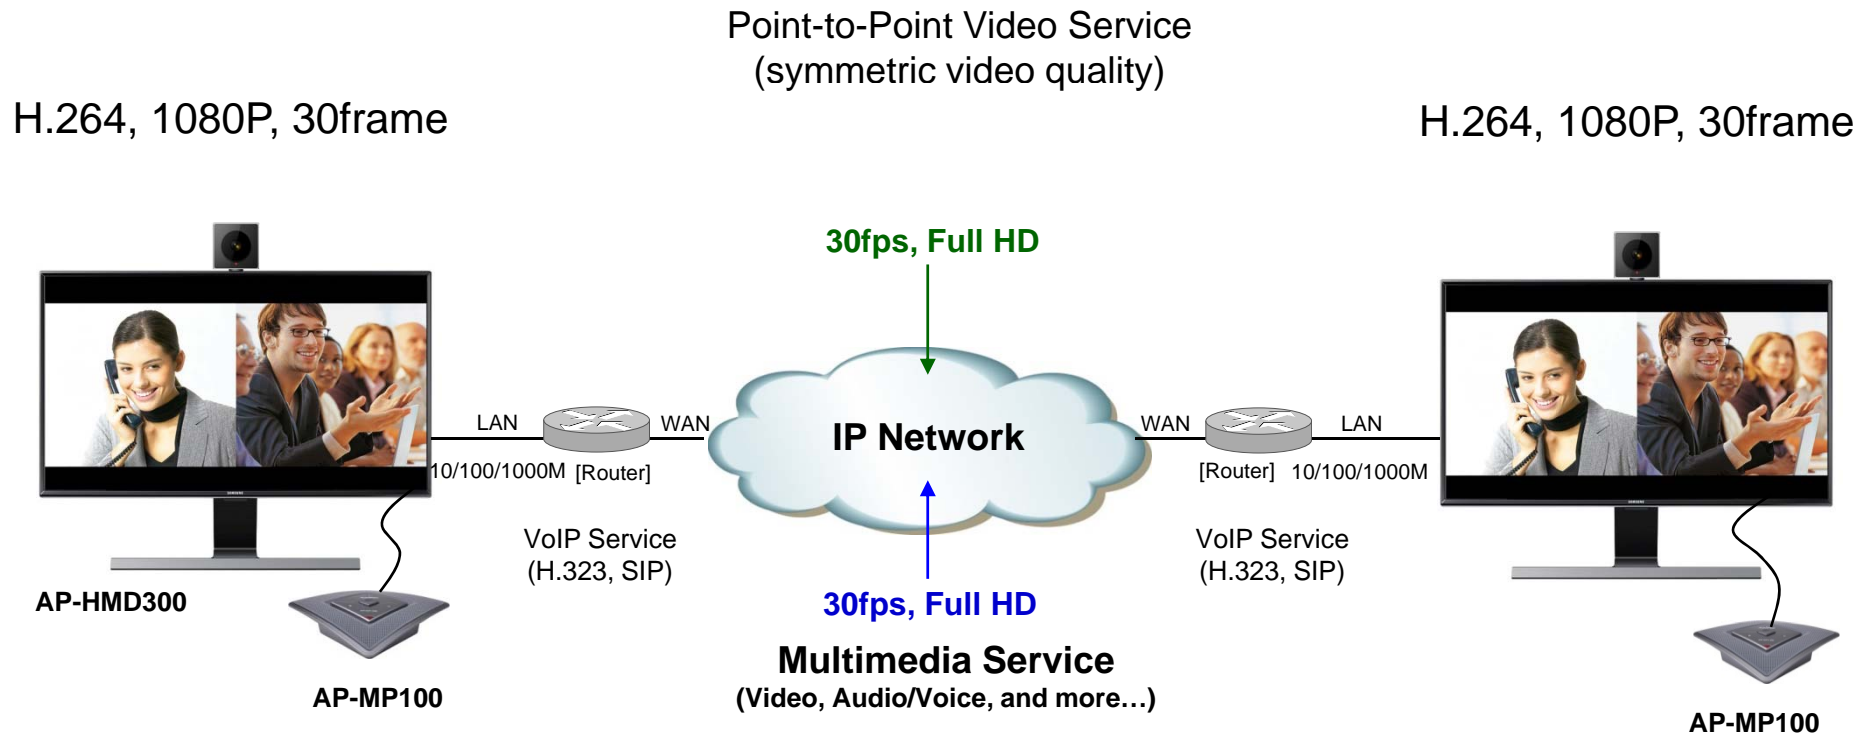 Point-to-Point Video Service
(symmetric video quality)
H.264, 1080P, 30frame
H.264, 1080P, 30frame
30fps, Full HD
LAN
WAN
IP Network
WAN
LAN
10/100/1000M
[Router]
[Router]
10/100/1000M
SAMSUNG
SAMSUNG
VoIP Service
(H.323, SIP)
VoIP Service
(H.323, SIP)
AP-HMD300
30fps, Full HD
Multimedia Service
(Video, Audio/Voice, and more…)
AP-MP100
AP-MP100